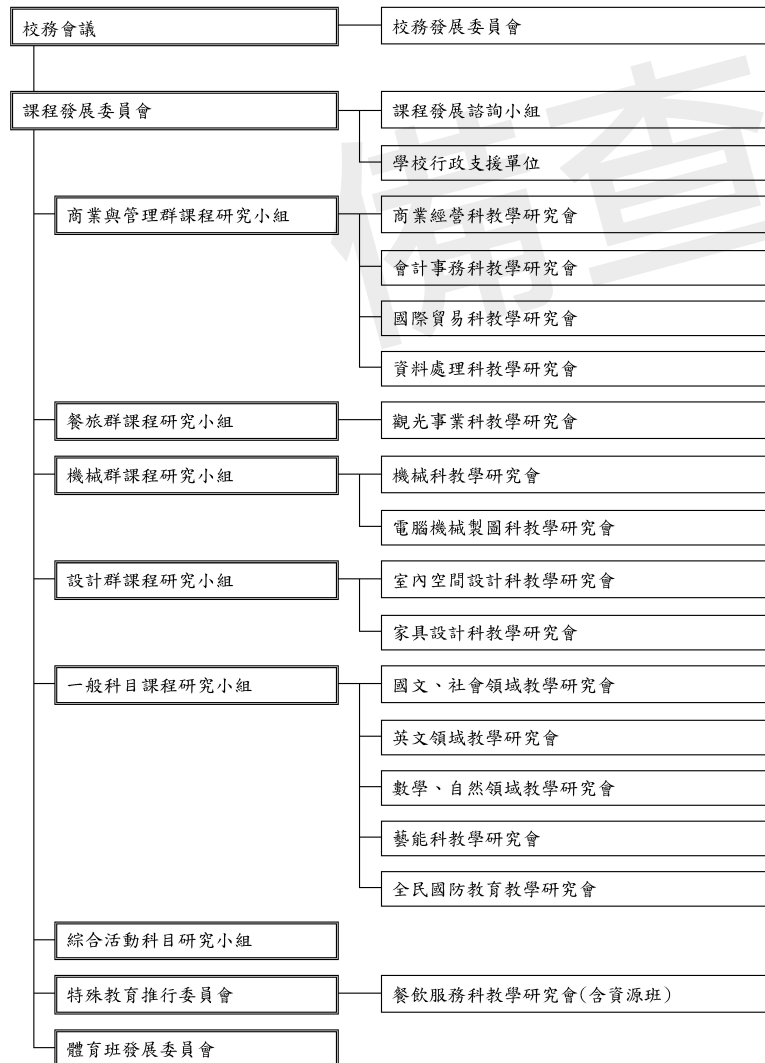 校務會議
校務發展委員會
課程發展委員會
課程發展諮詢小組
學校行政支援單位
商業與管理群課程研究小組
商業經營科教學研究會
會計事務科教學研究會
國際貿易科教學研究會
資料處理科教學研究會
餐旅群課程研究小組
觀光事業科教學研究會
機械群課程研究小組
機械科教學研究會
電腦機械製圖科教學研究會
設計群課程研究小組
室內空間設計科教學研究會
家具設計科教學研究會
一般科目課程研究小組
國文、社會領域教學研究會
英文領域教學研究會
數學、自然領域教學研究會
藝能科教學研究會
全民國防教育教學研究會
綜合活動科目研究小組
特殊教育推行委員會
餐飲服務科教學研究會(含資源班)
體育班發展委員會
備查